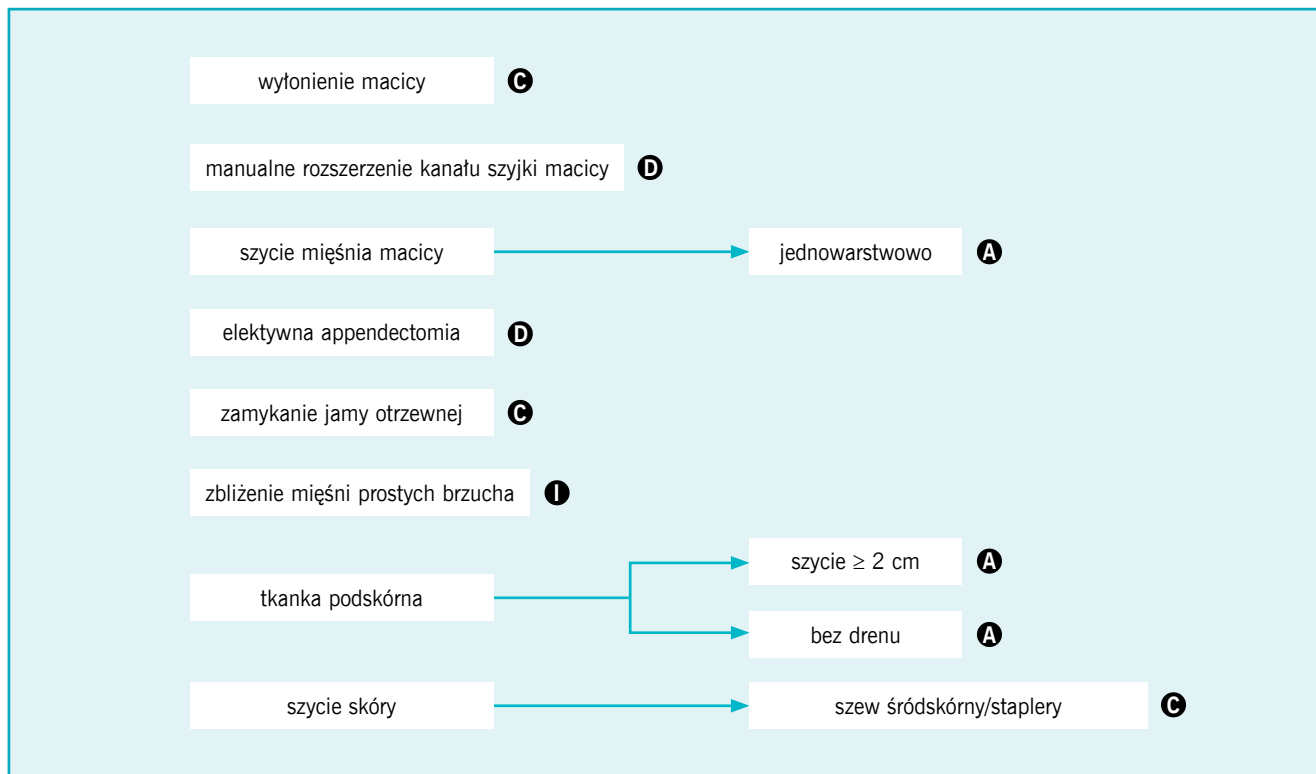 wyłonienie macicy C
manualne rozszerzenie kanału szyjki macicy D
szycie mięśnia macicy jednowarstwowo A
elektywna appendectomia D
zamykanie jamy otrzewnej C
zbliżenie mięśni prostych brzucha I
szycie ≥ 2 cm A
tkanka podskórna
bez drenu A
szycie skóry szew śródskórny/staplery C